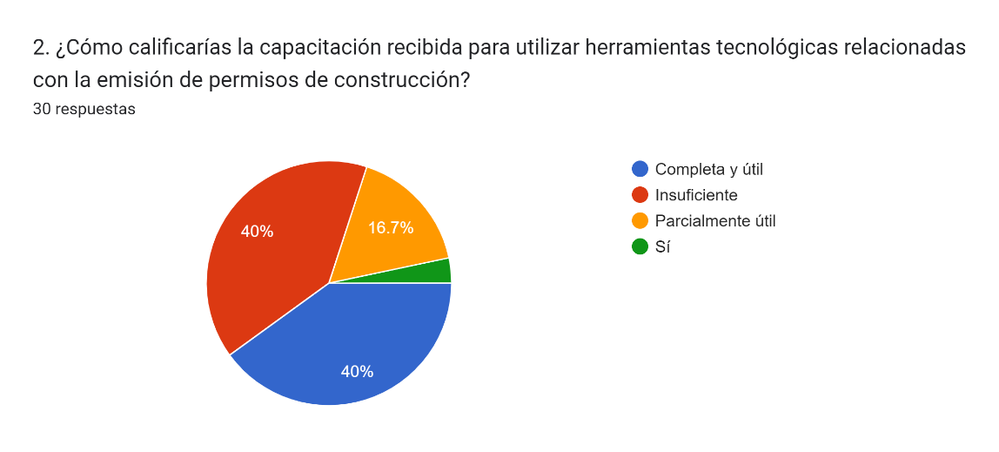 2. ¿Cómo calificarías la capacitación recibida para utilizar herramientas tecnológicas relacionadas
con la emisión de permisos de construcción?
30 respuestas
Completa y útil
Insuficiente
Parcialmente útil
Sí
40%
16.7%
40%